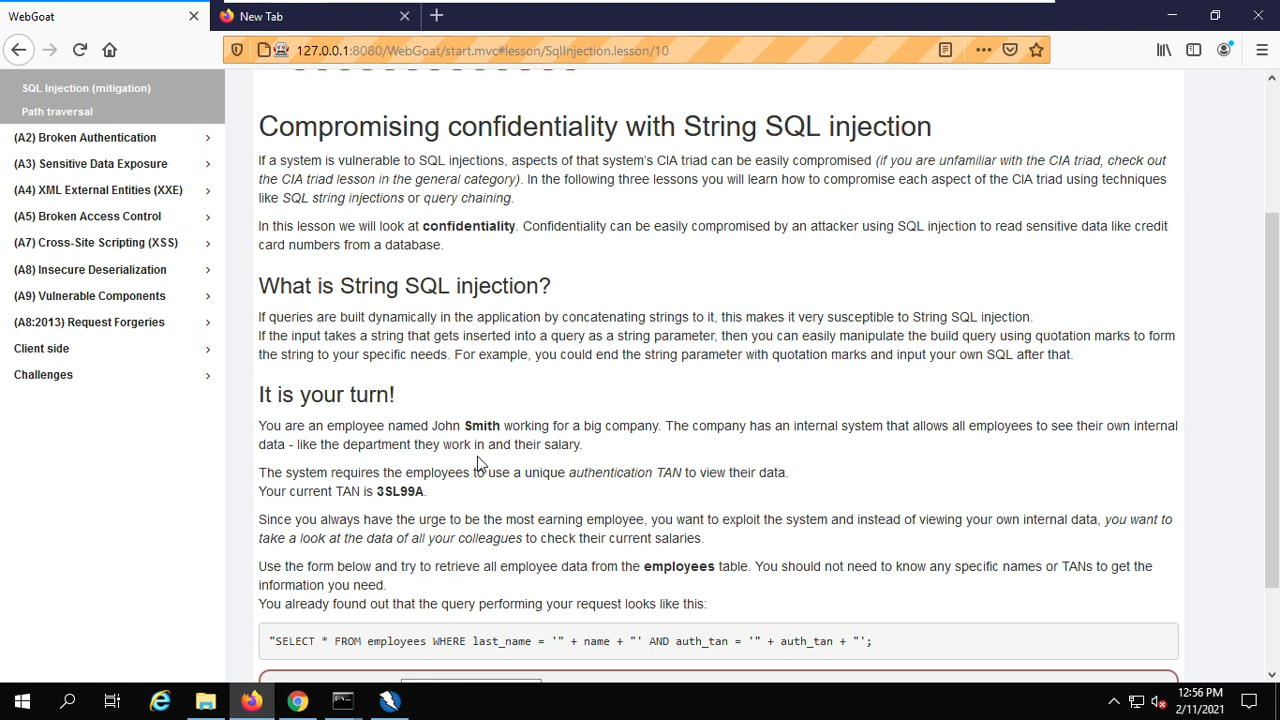 WebGoat
New Tab
127.0.0.1:8080/WebGoat/start.mvc#lesson/SqlInjection.lesson/10
SQL Injection (mitigation)
Path traversal
(A2) Broken Authentication
(A3) Sensitive Data Exposure
(A4) XML External Entities (XXE)
(A5) Broken Access Control
(A7) Cross-Site Scripting (XSS)
(A8) Insecure Deserialization
(A9) Vulnerable Components
(A8:2013) Request Forgeries
Client side
Challenges
Compromising confidentiality with String SQL injection
If a system is vulnerable to SQL injections, aspects of that system's CIA triad can be easily compromised (if you are unfamiliar with the CIA triad, check out
the CIA triad lesson in the general category). In the following three lessons you will learn how to compromise each aspect of the CIA triad using techniques
like SQL string injections or query chaining.
In this lesson we will look at confidentiality. Confidentiality can be easily compromised by an attacker using SQL injection to read sensitive data like credit
card numbers from a database.
What is String SQL injection?
If queries are built dynamically in the application by concatenating strings to it, this makes it very susceptible to String SQL injection.
If the input takes a string that gets inserted into a query as a string parameter, then you can easily manipulate the build query using quotation marks to form
the string to your specific needs. For example, you could end the string parameter with quotation marks and input your own SQL after that.
It is your turn!
You are an employee named John Smith working for a big company. The company has an internal system that allows all employees to see their own internal
data - like the department they work in and their salary.
The system requires the employees to use a unique authentication TAN to view their data.
Your current TAN is 3SL99A.
Since you always have the urge to be the most earning employee, you want to exploit the system and instead of viewing your own internal data, you want to
take a look at the data of all your colleagues to check their current salaries.
Use the form below and try to retrieve all employee data from the employees table. You should not need to know any specific names or TANs to get the
information you need.
You already found out that the query performing your request looks like this:
"SELECT * FROM employees WHERE last_name = '" + name + "' AND auth_tan = '" + auth_tan + "';
12:56 PM
2/11/2021